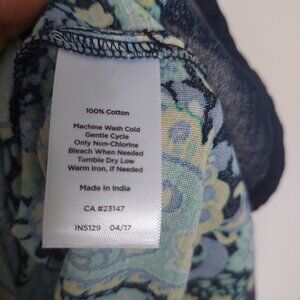 100% Cotton
Machine Wash Cold
Gentle Cycle
Only Non-Chlorine
Bleach When Needed
Tumble Dry Low
Warm Iron, If Needed
Made In India
CA #23147
INS129 04/17